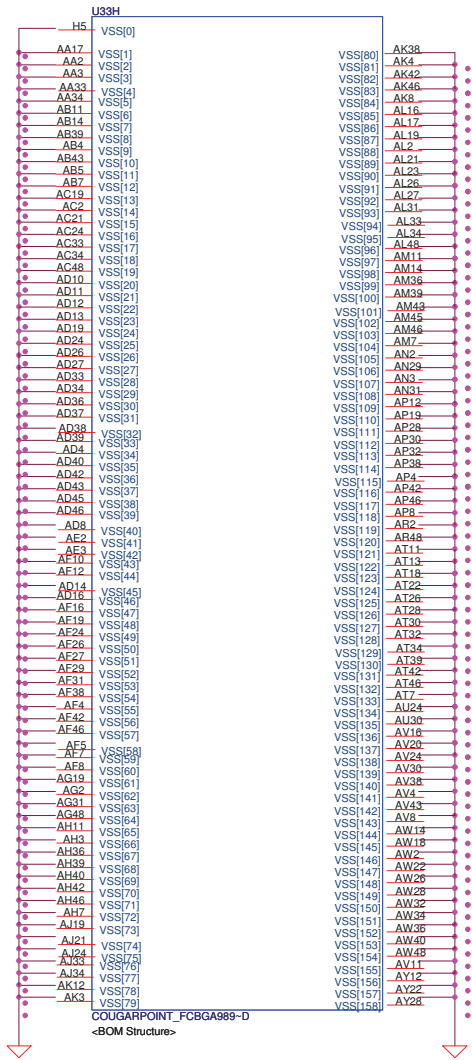 U33H
H5 VSS[0]
AA17 VSS[1]
AA2 VSS[2]
AA3 VSS[3]
AA33 VSS[4]
AA34 VSS[5]
AB11 VSS[6]
AB14 VSS[7]
AB39 VSS[8]
AB4 VSS[9]
AB43 VSS[10]
AB5 VSS[11]
AB7 VSS[12]
AC19 VSS[13]
AC2 VSS[14]
AC21 VSS[15]
AC24 VSS[16]
AC33 VSS[17]
AC34 VSS[18]
AC48 VSS[19]
AD10 VSS[20]
AD11 VSS[21]
AD12 VSS[22]
AD13 VSS[23]
AD19 VSS[24]
AD24 VSS[25]
AD26 VSS[26]
AD27 VSS[27]
AD33 VSS[28]
AD34 VSS[29]
AD36 VSS[30]
AD37 VSS[31]
AD38 VSS[32]
AD39 VSS[33]
AD4 VSS[34]
AD40 VSS[35]
AD42 VSS[36]
AD43 VSS[37]
AD45 VSS[38]
AD46 VSS[39]
AD8 VSS[40]
AE2 VSS[41]
AE3 VSS[42]
AF10 VSS[43]
AF12 VSS[44]
AD14 VSS[45]
AD16 VSS[46]
AF16 VSS[47]
AF19 VSS[48]
AF24 VSS[49]
AF26 VSS[50]
AF27 VSS[51]
AF29 VSS[52]
AF31 VSS[53]
AF38 VSS[54]
AF4 VSS[55]
AF42 VSS[56]
AF46 VSS[57]
AF5 VSS[58]
AF7 VSS[59]
AF8 VSS[60]
AG19 VSS[61]
AG2 VSS[62]
AG31 VSS[63]
AG48 VSS[64]
AH11 VSS[65]
AH3 VSS[66]
AH36 VSS[67]
AH39 VSS[68]
AH40 VSS[69]
AH42 VSS[70]
AH46 VSS[71]
AH7 VSS[72]
AJ19 VSS[73]
AJ21 VSS[74]
AJ24 VSS[75]
AJ33 VSS[76]
AJ34 VSS[77]
AK12 VSS[78]
AK3 VSS[79]
VSS[80] AK38
VSS[81] AK4
VSS[82] AK42
VSS[83] AK46
VSS[84] AK8
VSS[85] AL16
VSS[86] AL17
VSS[87] AL19
VSS[88] AL2
VSS[89] AL21
VSS[90] AL23
VSS[91] AL26
VSS[92] AL27
VSS[93] AL31
VSS[94] AL33
VSS[95] AL34
VSS[96] AL48
VSS[97] AM11
VSS[98] AM14
VSS[99] AM36
VSS[100] AM39
VSS[101] AM43
VSS[102] AM45
VSS[103] AM46
VSS[104] AM7
VSS[105] AN2
VSS[106] AN29
VSS[107] AN3
VSS[108] AN31
VSS[109] AP12
VSS[110] AP19
VSS[111] AP28
VSS[112] AP30
VSS[113] AP32
VSS[114] AP38
VSS[115] AP4
VSS[116] AP42
VSS[117] AP46
VSS[118] AP8
VSS[119] AR2
VSS[120] AR48
VSS[121] AT11
VSS[122] AT13
VSS[123] AT18
VSS[124] AT22
VSS[125] AT26
VSS[126] AT28
VSS[127] AT30
VSS[128] AT32
VSS[129] AT34
VSS[130] AT39
VSS[131] AT42
VSS[132] AT46
VSS[133] AT7
VSS[134] AU24
VSS[135] AU30
VSS[136] AV16
VSS[137] AV20
VSS[138] AV24
VSS[139] AV30
VSS[140] AV38
VSS[141] AV4
VSS[142] AV43
VSS[143] AV8
VSS[144] AW14
VSS[145] AW18
VSS[146] AW2
VSS[147] AW22
VSS[148] AW26
VSS[149] AW28
VSS[150] AW32
VSS[151] AW34
VSS[152] AW36
VSS[153] AW40
VSS[154] AW48
VSS[155] AV11
VSS[156] AY12
VSS[157] AY22
VSS[158] AY28
COUGARPOINT_FCBGA989~D
<BOM Structure>